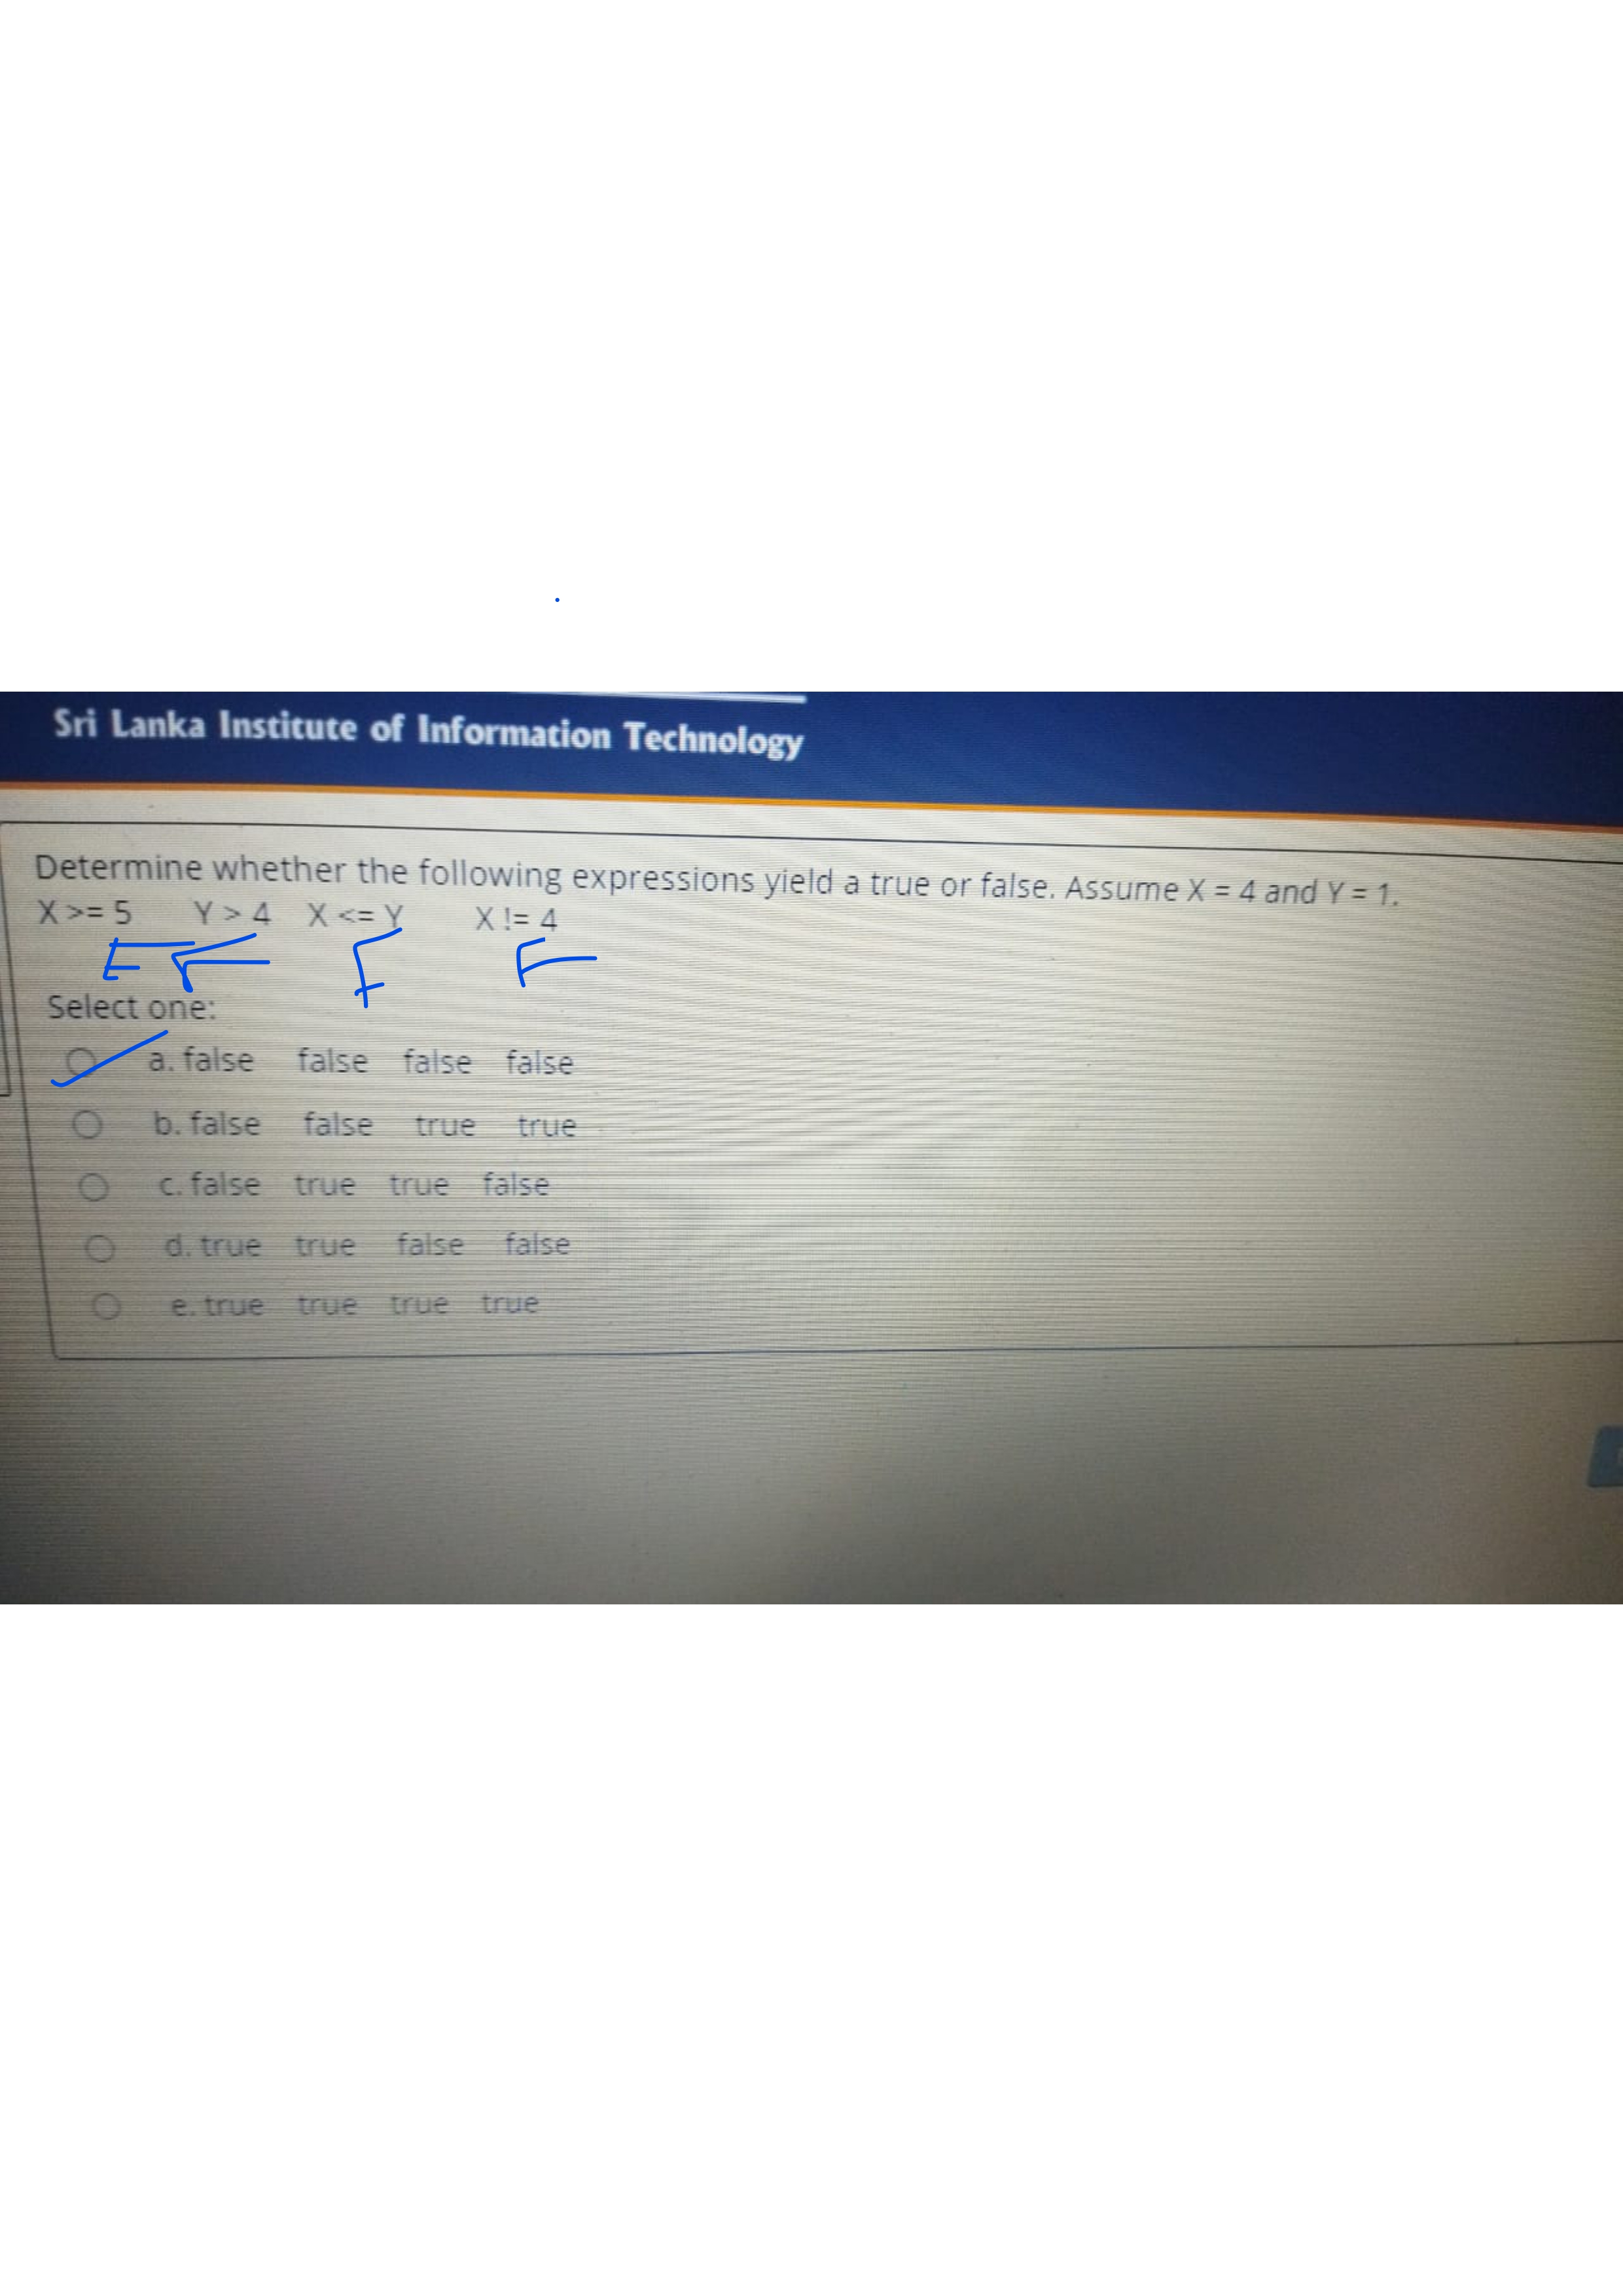 Sri Lanka Institute of Information Technology
Determine whether the following expressions yield a true or false. Assume X = 4 and Y = 1.
X >= 5 Y > 4 X <= Y X != 4
F F F F
Select one:
a. false false false false
b. false false true true
c. false true true false
d. true true false false
e. true true true true